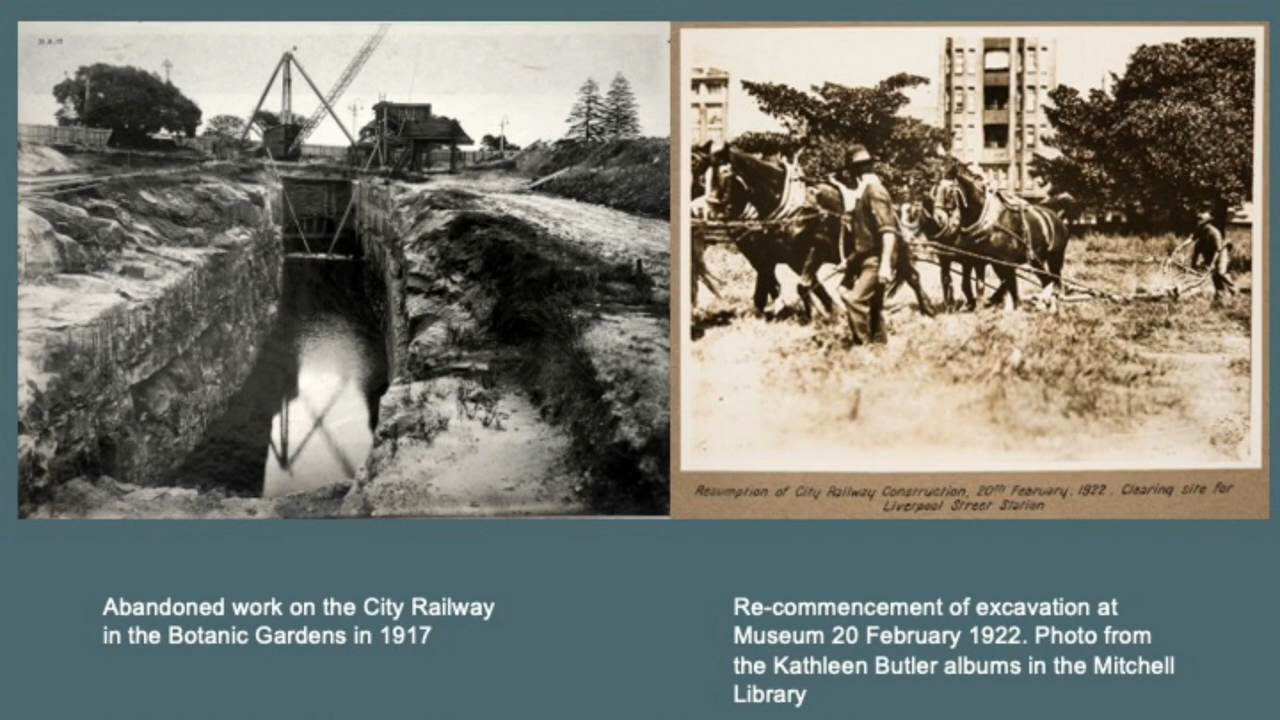 Resumption of City Railway Construction, 20th February, 1922. Clearing site for
Liverpool Street Station
Abandoned work on the City Railway
in the Botanic Gardens in 1917
Re-commencement of excavation at
Museum 20 February 1922. Photo from
the Kathleen Butler albums in the Mitchell
Library